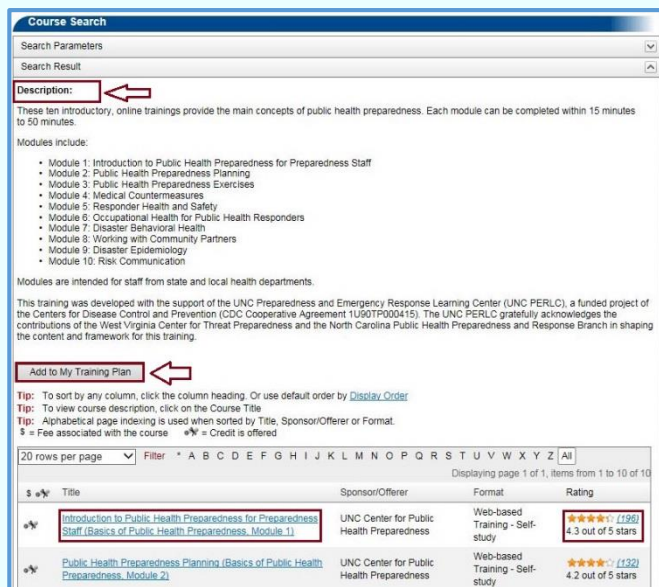 Course Search
Search Parameters
Search Result
Description:
These ten introductory, online trainings provide the main concepts of public health preparedness. Each module can be completed within 15 minutes
to 50 minutes.
Modules include:
• Module 1: Introduction to Public Health Preparedness for Preparedness Staff
• Module 2: Public Health Preparedness Planning
• Module 3: Public Health Preparedness Exercises
• Module 4: Medical Countermeasures
• Module 5: Responder Health and Safety
• Module 6: Occupational Health for Public Health Responders
• Module 7: Disaster Behavioral Health
• Module 8: Working with Community Partners
• Module 9: Disaster Epidemiology
• Module 10: Risk Communication
Modules are intended for staff from state and local health departments.
This training was developed with the support of the UNC Preparedness and Emergency Response Learning Center (UNC PERLC), a funded project of
the Centers for Disease Control and Prevention (CDC Cooperative Agreement 1U90TP000415). The UNC PERLC gratefully acknowledges the
contributions of the West Virginia Center for Threat Preparedness and the North Carolina Public Health Preparedness and Response Branch in shaping
the content and framework for this training.
Add to My Training Plan
Tip: To sort by any column, click the column heading. Or use default order by Display Order
Tip: To view course description, click on the Course Title
Tip: Alphabetical page indexing is used when sorted by Title, Sponsor/Offerer or Format.
$ = Fee associated with the course = Credit is offered
20 rows per page Filter * A B C D E F G H I J K L M N O P Q R S T U V W X Y Z All
Displaying page 1 of 1, items from 1 to 10 of 10
$ Title Sponsor/Offerer Format Rating
Introduction to Public Health Preparedness for Preparedness
Staff (Basics of Public Health Preparedness, Module 1)
UNC Center for Public
Health Preparedness
Web-based
Training - Self-
study
(196)
4.3 out of 5 stars
Public Health Preparedness Planning (Basics of Public Health
Preparedness, Module 2)
UNC Center for Public
Health Preparedness
Web-based
Training - Self-
study
(132)
4.2 out of 5 stars